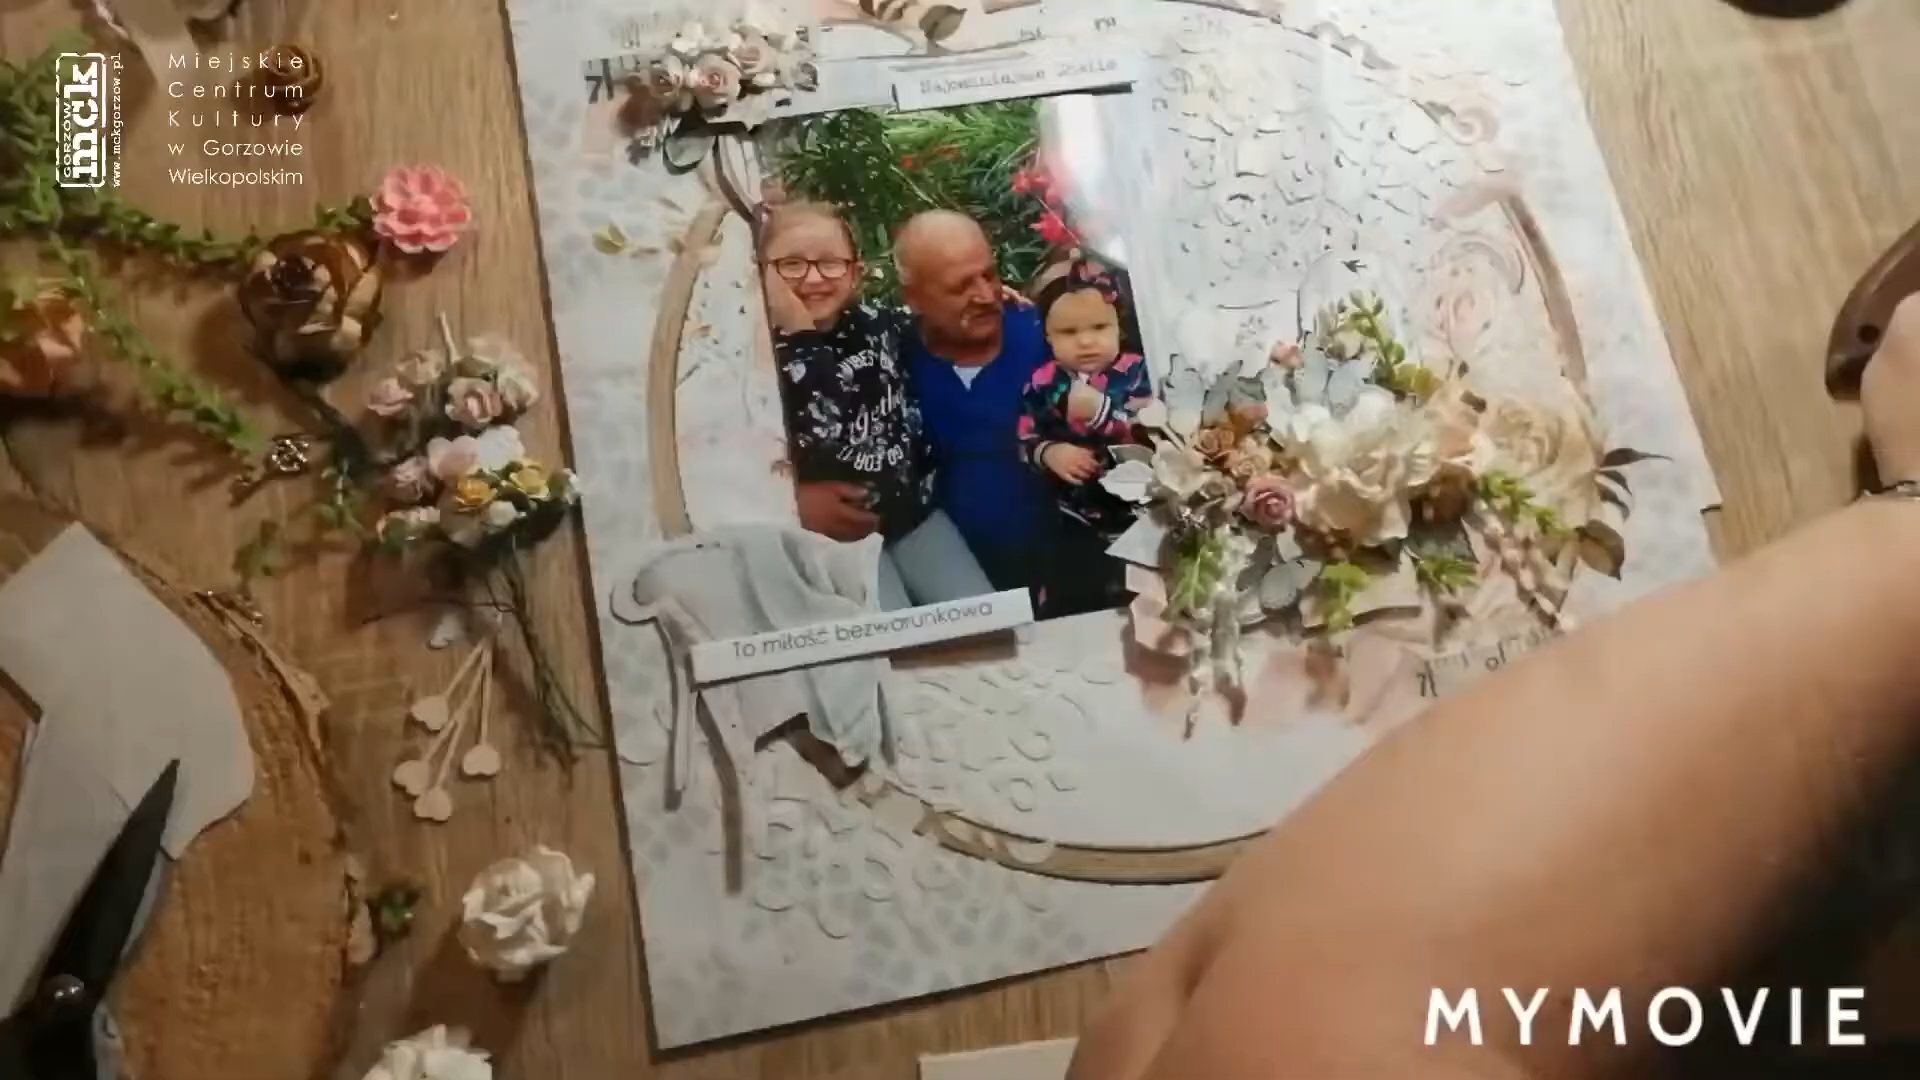 GORZÓW
mck
www.mckgorzow.pl
Miejskie
Centrum
Kultury
w Gorzowie
Wielkopolskim
To miłość bezwarunkowa
MYMOVIE